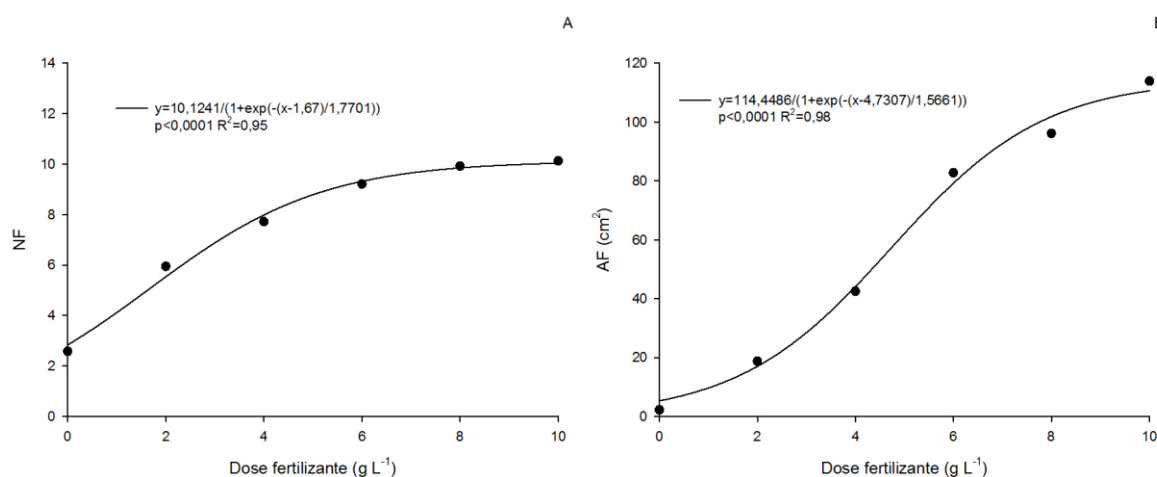 A
14
12
10
8
6
4
2
0
NF
y=10,1241/(1+exp(-(x-1,67)/1,7701))
p<0,0001 R²=0,95
0 2 4 6 8 10
Dose fertilizante (g L⁻¹)
120
100
80
60
40
20
0
AF (cm²)
y=114,4486/(1+exp(-(x-4,7307)/1,5661))
p<0,0001 R²=0,98
0 2 4 6 8 10
Dose fertilizante (g L⁻¹)